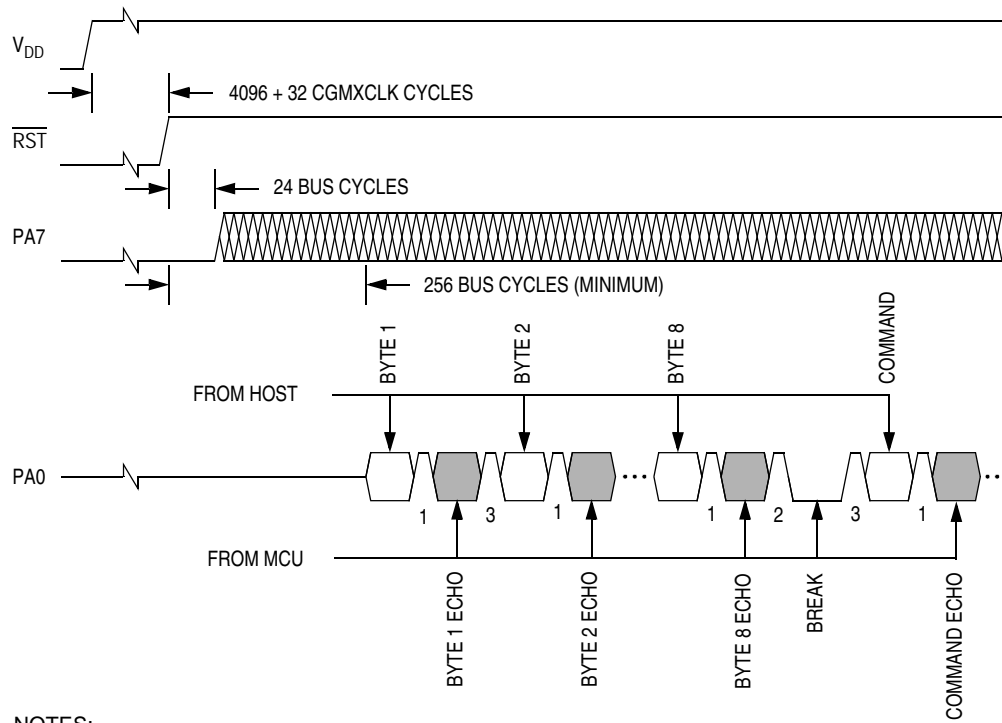 VDD
4096 + 32 CGMXCLK CYCLES
RST
24 BUS CYCLES
PA7
256 BUS CYCLES (MINIMUM)
BYTE 1
BYTE 2
BYTE 8
COMMAND
FROM HOST
PA0
1
3
1
1
2
3
1
FROM MCU
BYTE 1 ECHO
BYTE 2 ECHO
BYTE 8 ECHO
BREAK
COMMAND ECHO
NOTES: